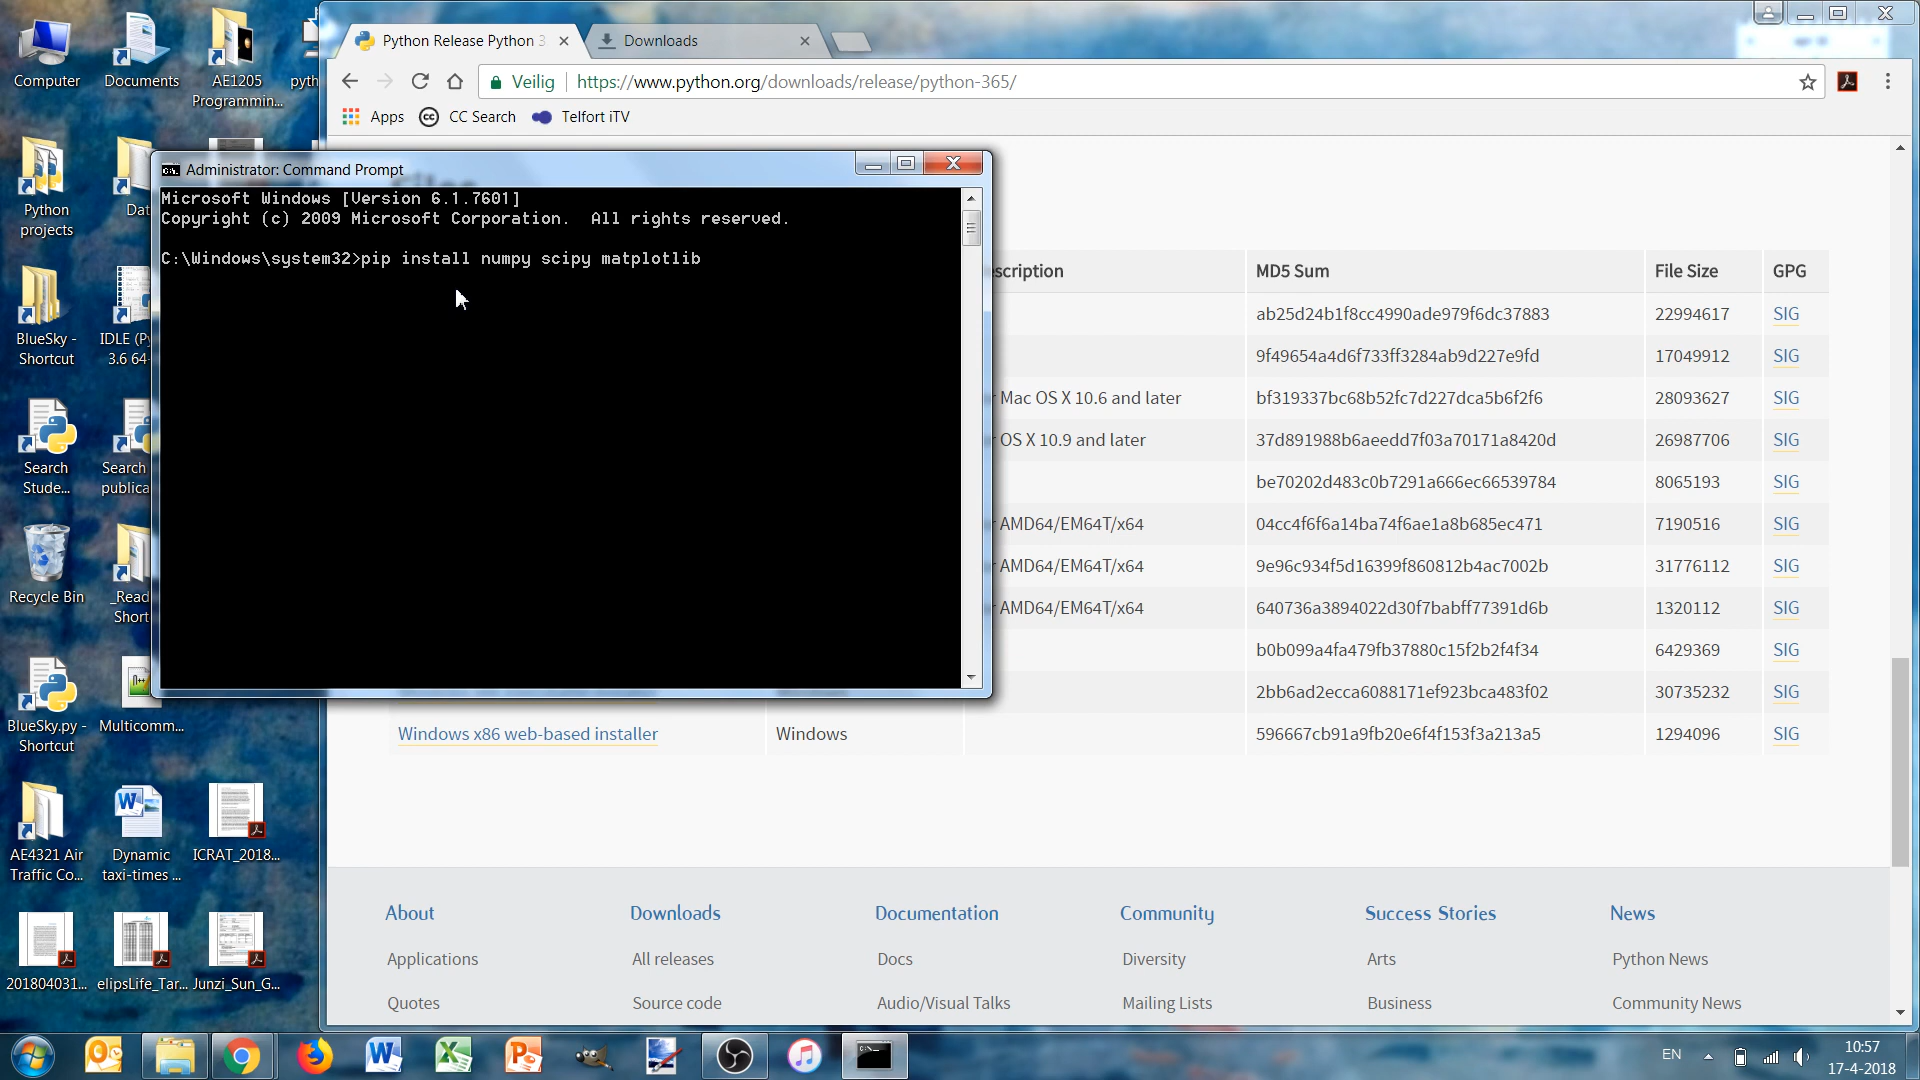 Computer
Documents
AE1205
Programmin...
pyth
Python
projects
Dat
BlueSky -
Shortcut
IDLE (Py
3.6 64-
Search
Stude...
Search
publica
Recycle Bin
_Read
Short
BlueSky.py -
Shortcut
Multicomm...
AE4321 Air
Traffic Co...
Dynamic
taxi-times ...
ICRAT_2018...
201804031...
elipsLife_Tar...
Junzi_Sun_G...
Python Release Python 3
Downloads
Veilig
https://www.python.org/downloads/release/python-365/
Apps
CC Search
Telfort iTV
Administrator: Command Prompt
Microsoft Windows [Version 6.1.7601]
Copyright (c) 2009 Microsoft Corporation.  All rights reserved.
C:\Windows\system32>pip install numpy scipy matplotlib
scription MD5 Sum File Size GPG
ab25d24b1f8cc4990ade979f6dc37883 22994617 SIG
9f49654a4d6f733ff3284ab9d227e9fd 17049912 SIG
r Mac OS X 10.6 and later bf319337bc68b52fc7d227dca5b6f2f6 28093627 SIG
r OS X 10.9 and later 37d891988b6aeedd7f03a70171a8420d 26987706 SIG
be70202d483c0b7291a666ec66539784 8065193 SIG
r AMD64/EM64T/x64 04cc4f6f6a14ba74f6ae1a8b685ec471 7190516 SIG
r AMD64/EM64T/x64 9e96c934f5d16399f860812b4ac7002b 31776112 SIG
r AMD64/EM64T/x64 640736a3894022d30f7babff77391d6b 1320112 SIG
b0b099a4fa479fb37880c15f2b2f4f34 6429369 SIG
2bb6ad2ecca6088171ef923bca483f02 30735232 SIG
Windows x86 web-based installer Windows 596667cb91a9fb20e6f4f153f3a213a5 1294096 SIG
About Downloads Documentation Community Success Stories News
Applications All releases Docs Diversity Arts Python News
Quotes Source code Audio/Visual Talks Mailing Lists Business Community News
EN
10:57
17-4-2018